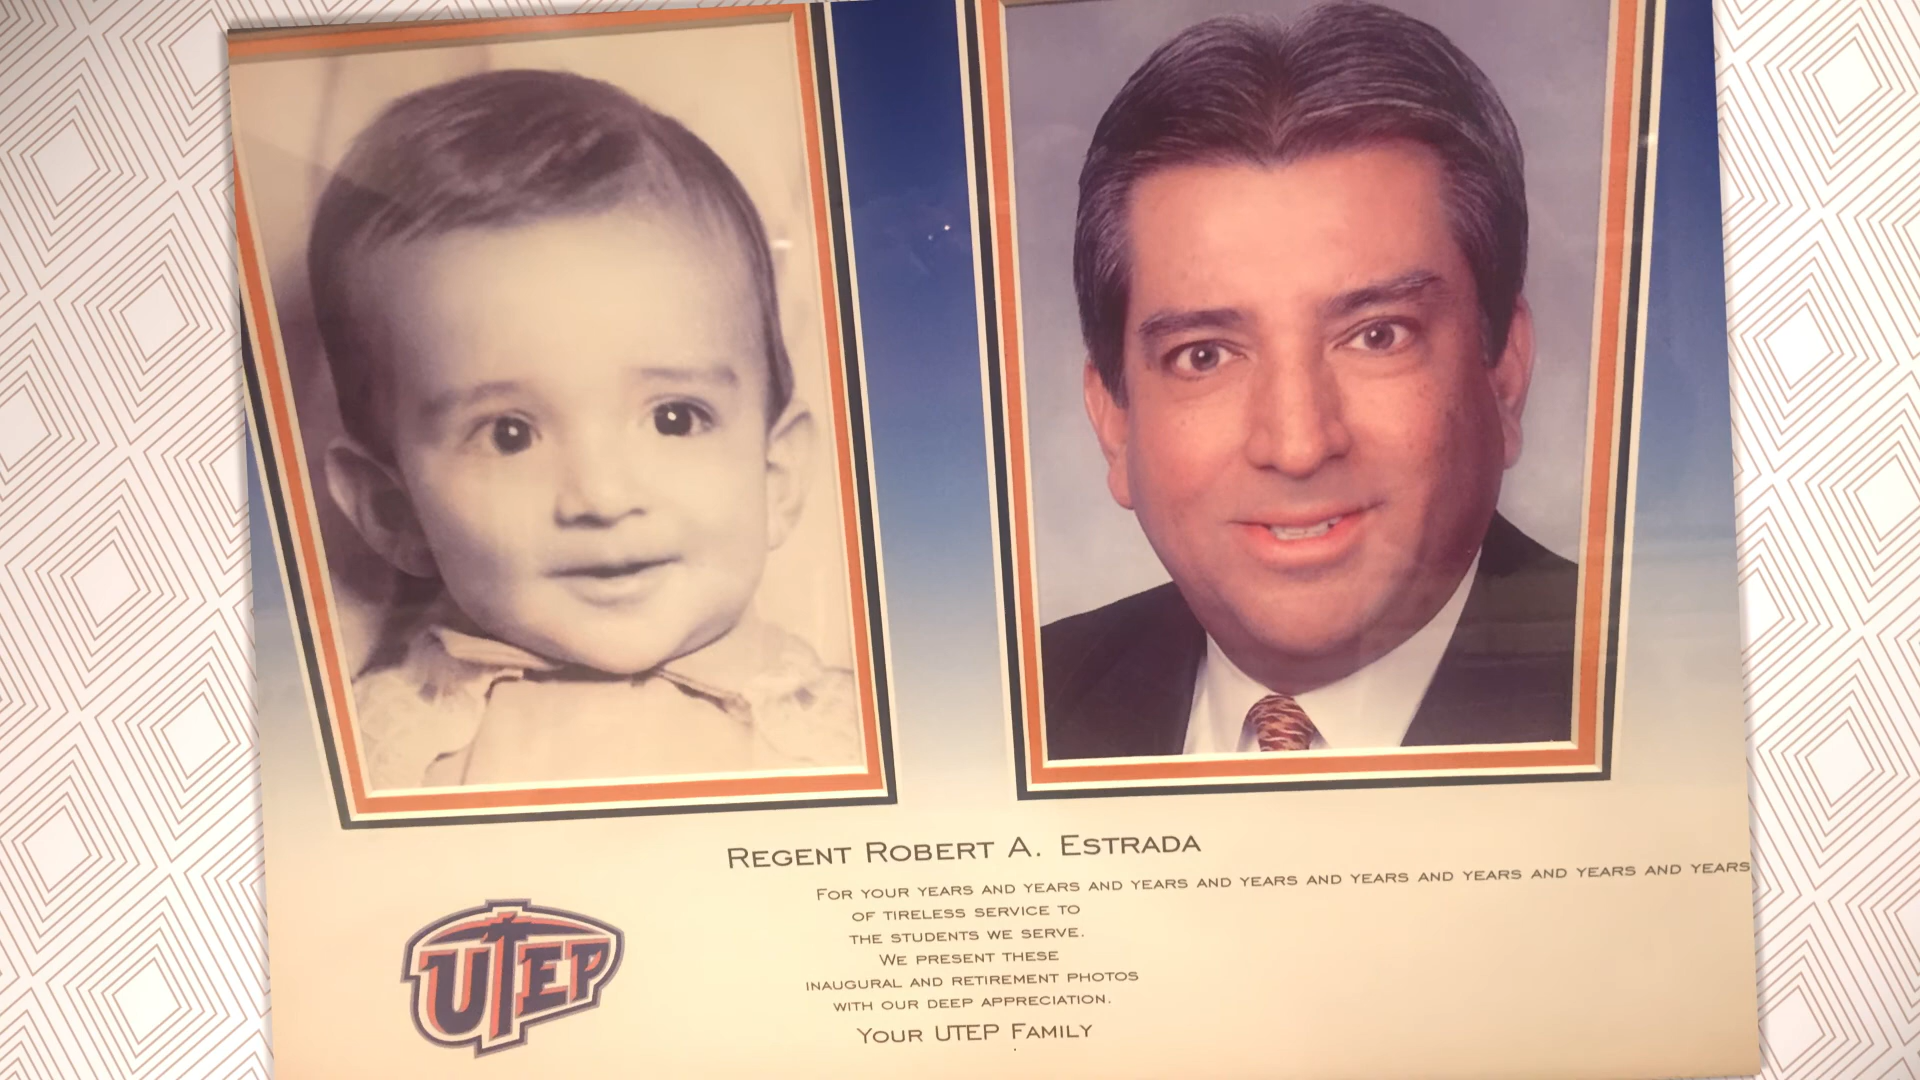 Regent Robert A. Estrada
For your years and years and years and years and years and years and years and years
of tireless service to
the students we serve.
We present these
inaugural and retirement photos
with our deep appreciation.
Your UTEP Family
UTEP